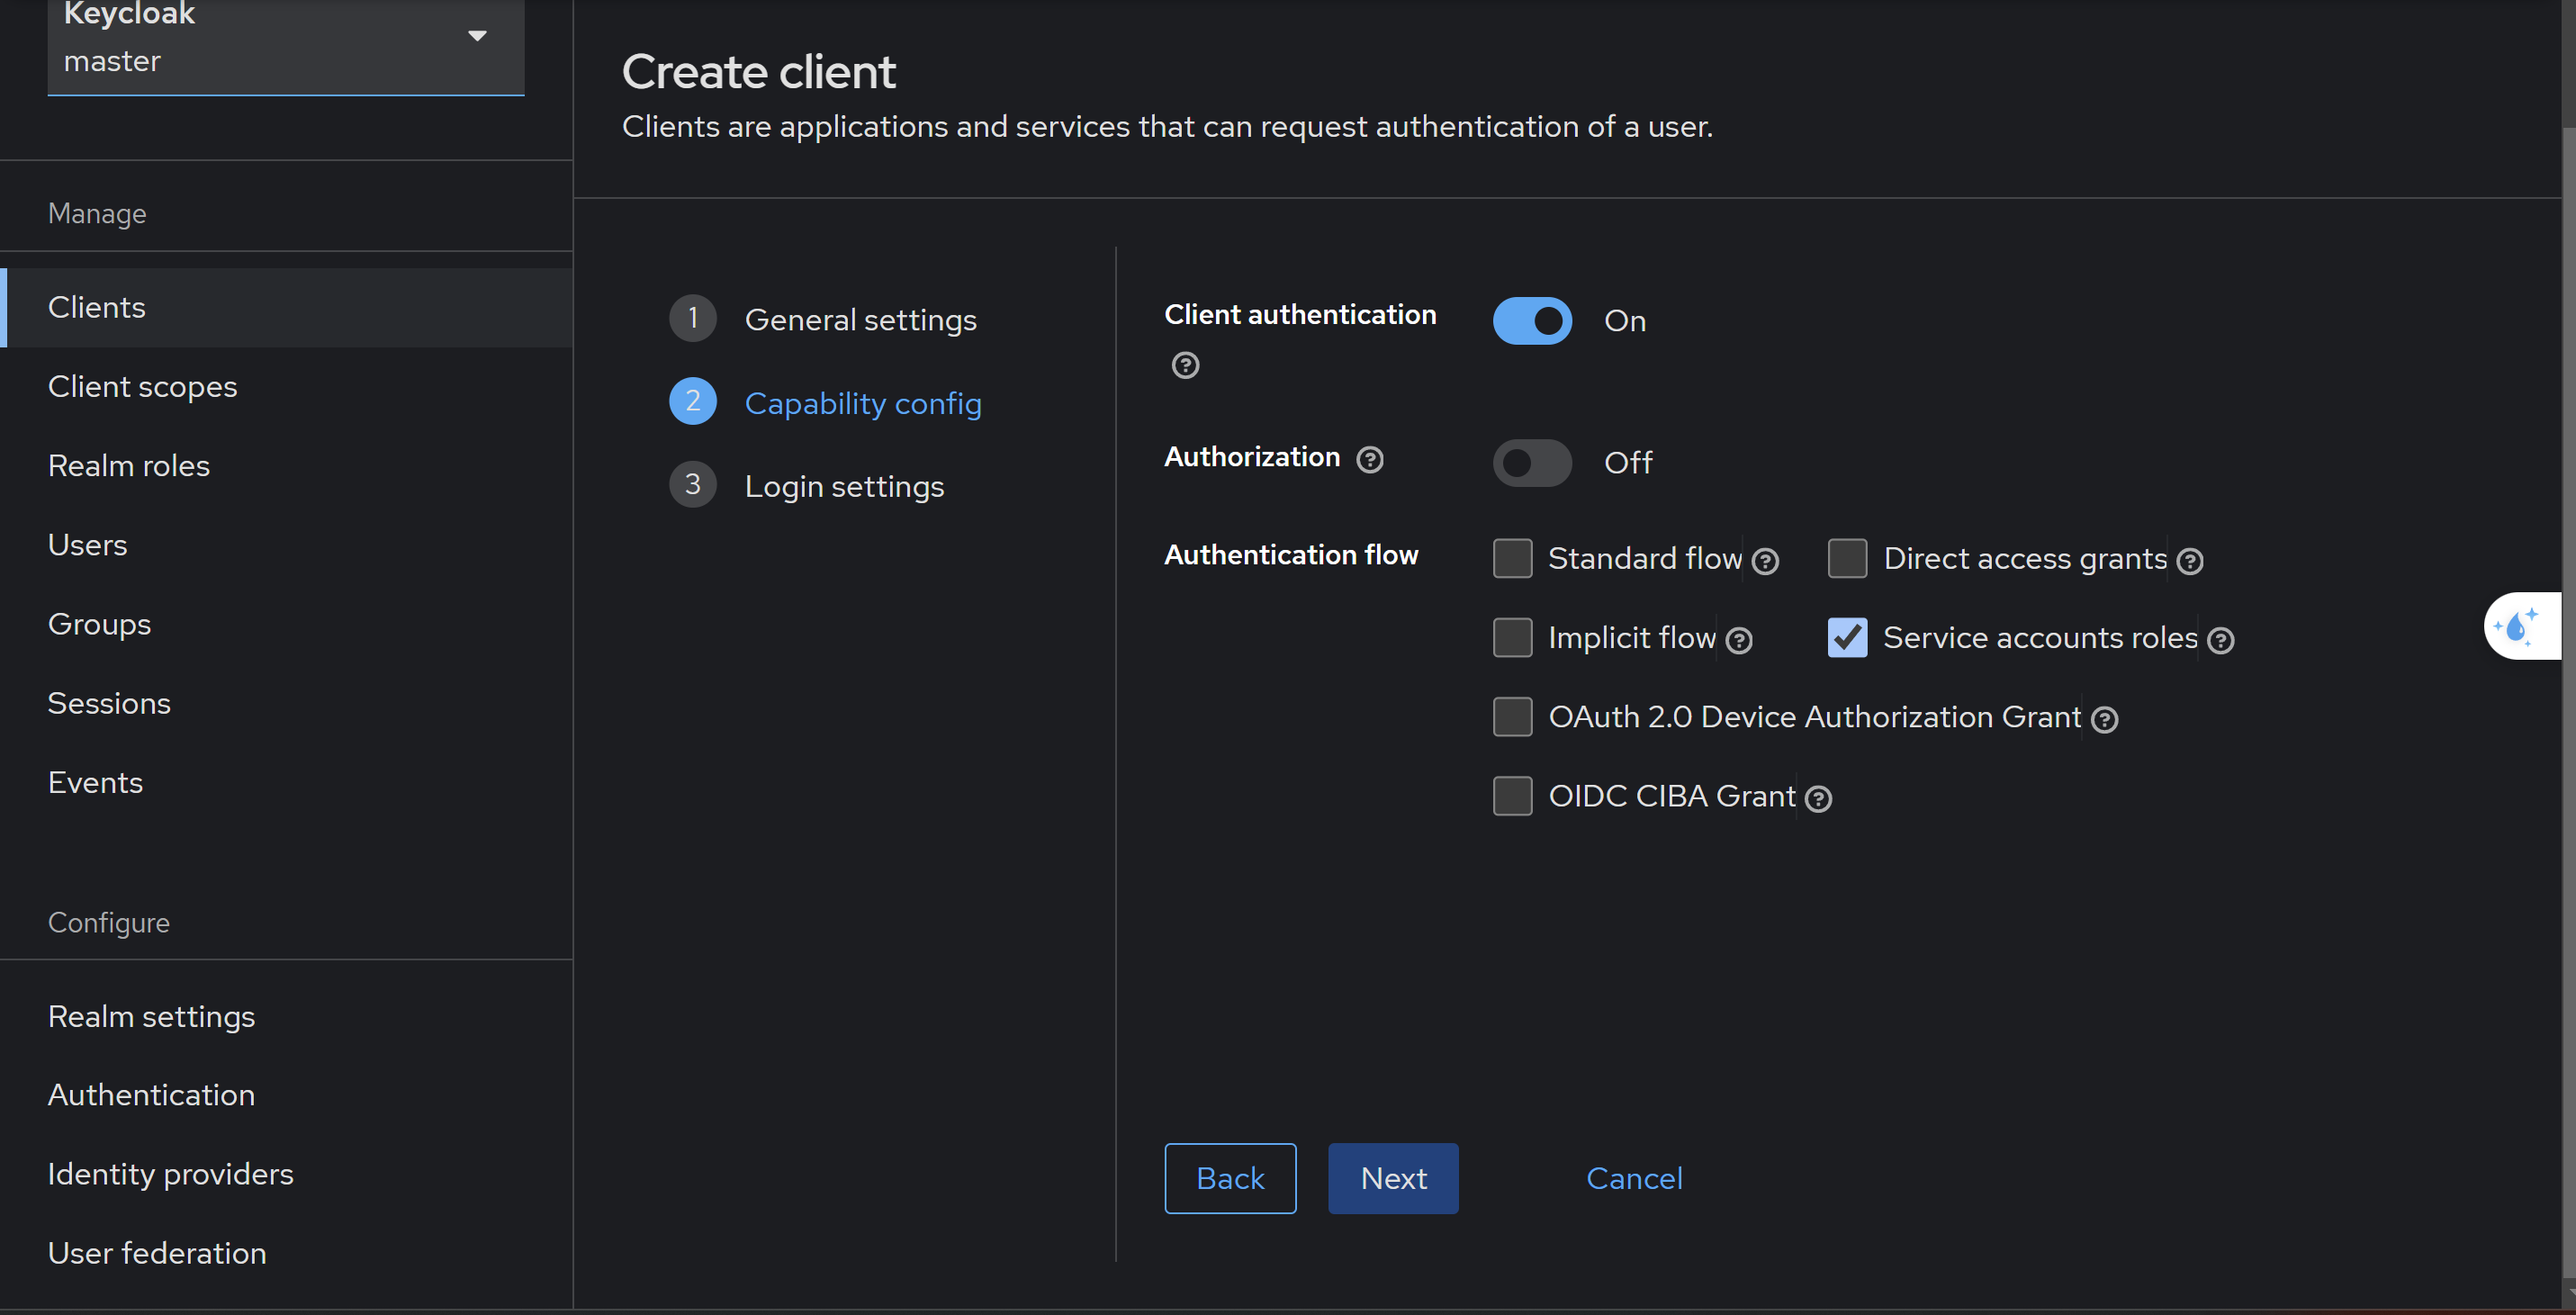 Keycloak
master
Manage
Clients
Client scopes
Realm roles
Users
Groups
Sessions
Events
Configure
Realm settings
Authentication
Identity providers
User federation
Create client
Clients are applications and services that can request authentication of a user.
1 General settings
2 Capability config
3 Login settings
Client authentication On
Authorization Off
Authentication flow
Standard flow Direct access grants
Implicit flow Service accounts roles
OAuth 2.0 Device Authorization Grant
OIDC CIBA Grant
Back Next Cancel